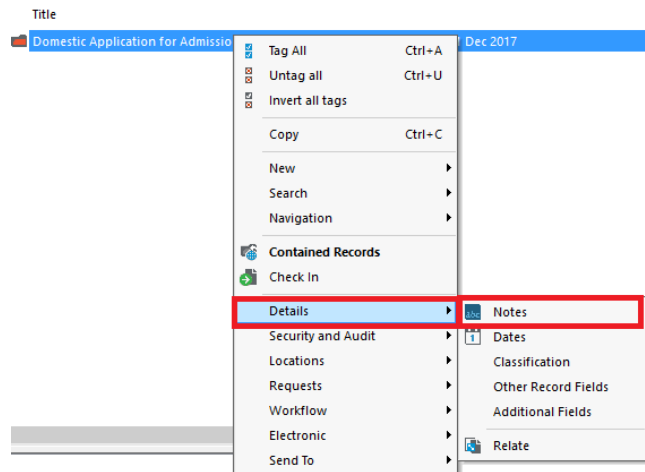 Title
Domestic Application for Admissio
Dec 2017
Tag All Ctrl+A
Untag all Ctrl+U
Invert all tags
Copy Ctrl+C
New
Search
Navigation
Contained Records
Check In
Details
abc Notes
Security and Audit
1 Dates
Locations
Classification
Requests
Other Record Fields
Workflow
Additional Fields
Electronic
Relate
Send To